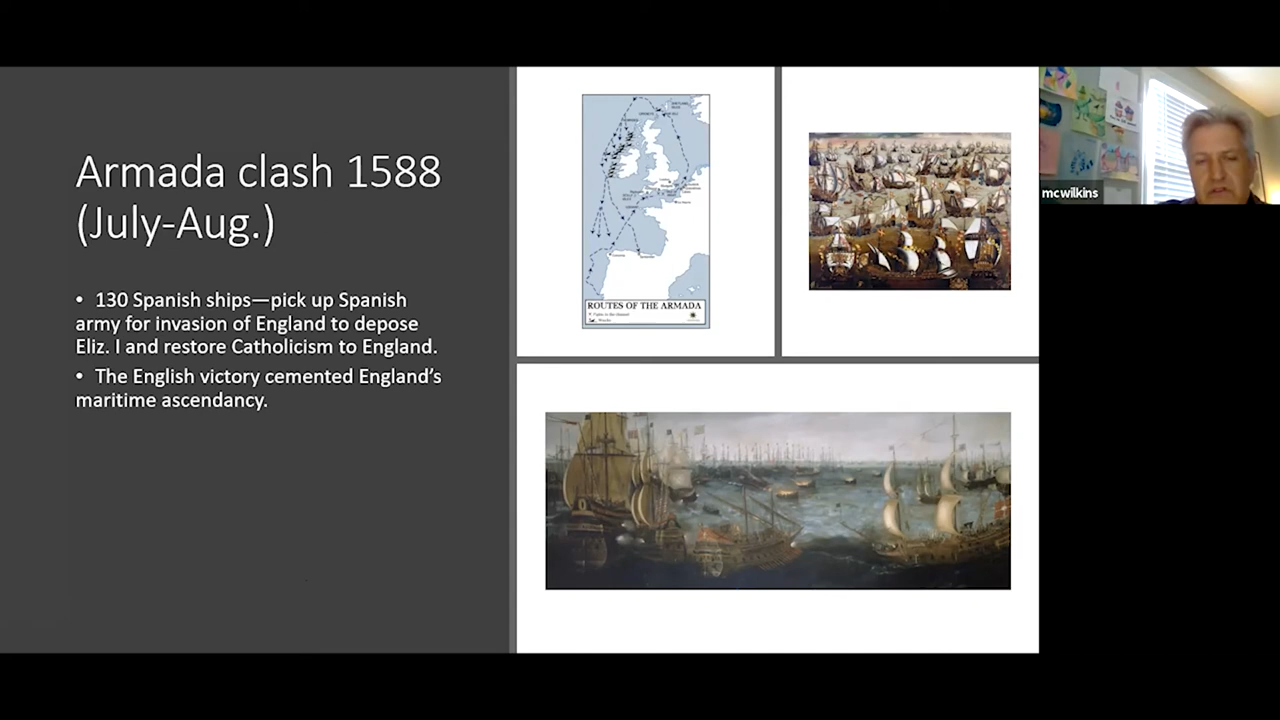 Armada clash 1588
(July-Aug.)
• 130 Spanish ships—pick up Spanish
army for invasion of England to depose
Eliz. I and restore Catholicism to England.
• The English victory cemented England's
maritime ascendancy.
ROUTES OF THE ARMADA
mcwilkins